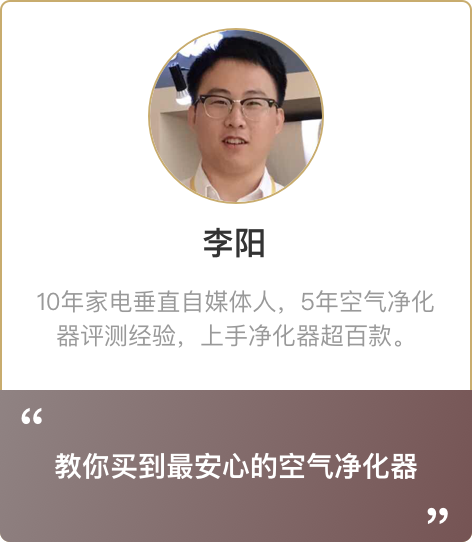 李阳
10年家电垂直自媒体人，5年空气净化
器评测经验，上手净化器超百款。
“
教你买到最安心的空气净化器
”